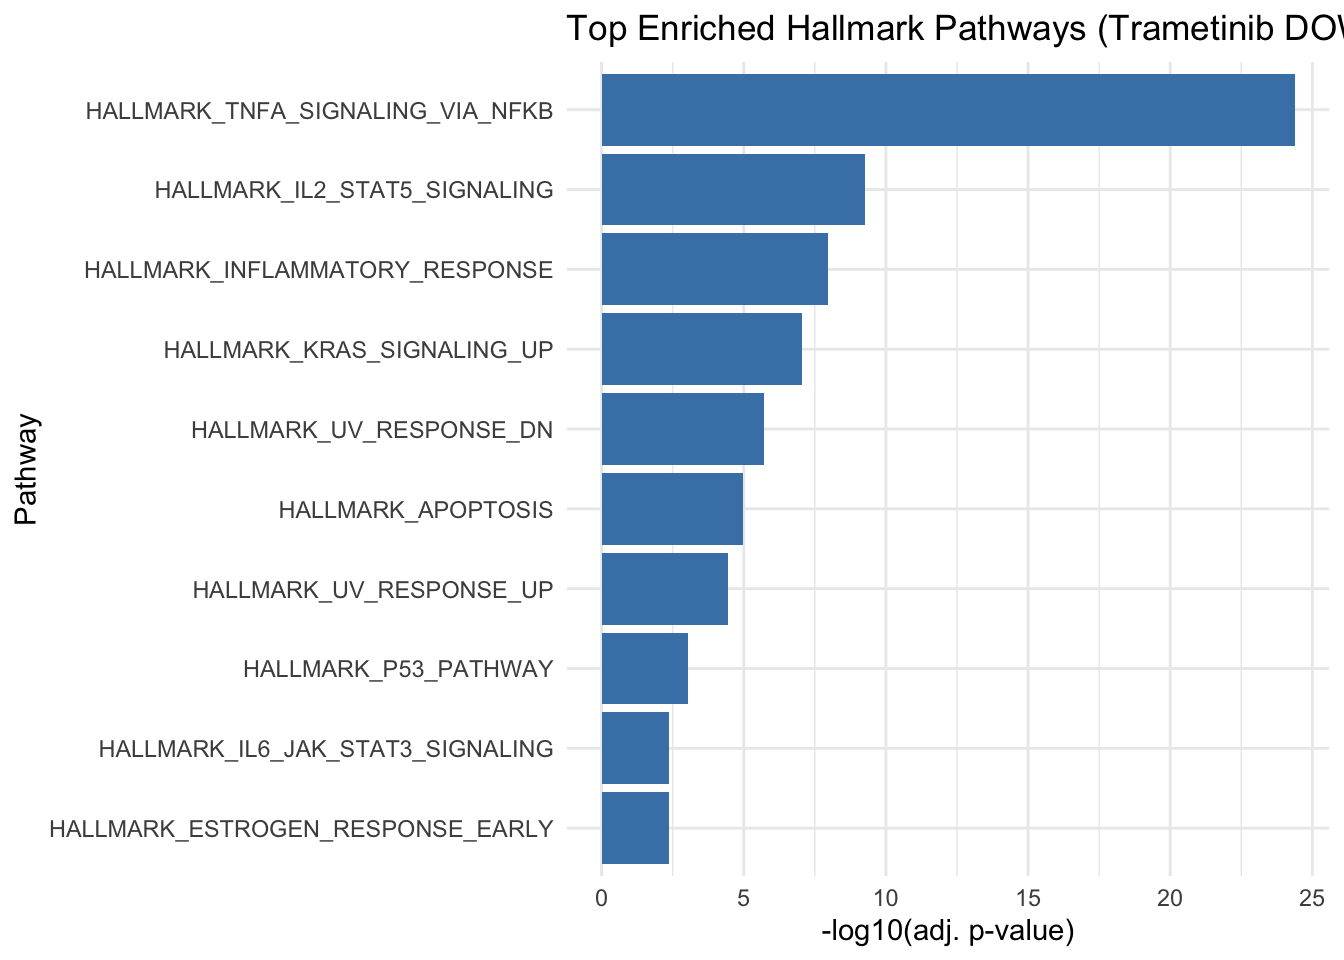 Top Enriched Hallmark Pathways (Trametinib DOW
HALLMARK_TNFA_SIGNALING_VIA_NFKB
HALLMARK_IL2_STAT5_SIGNALING
HALLMARK_INFLAMMATORY_RESPONSE
HALLMARK_KRAS_SIGNALING_UP
HALLMARK_UV_RESPONSE_DN
HALLMARK_APOPTOSIS
HALLMARK_UV_RESPONSE_UP
HALLMARK_P53_PATHWAY
HALLMARK_IL6_JAK_STAT3_SIGNALING
HALLMARK_ESTROGEN_RESPONSE_EARLY
Pathway
0 5 10 15 20 25
-log10(adj. p-value)